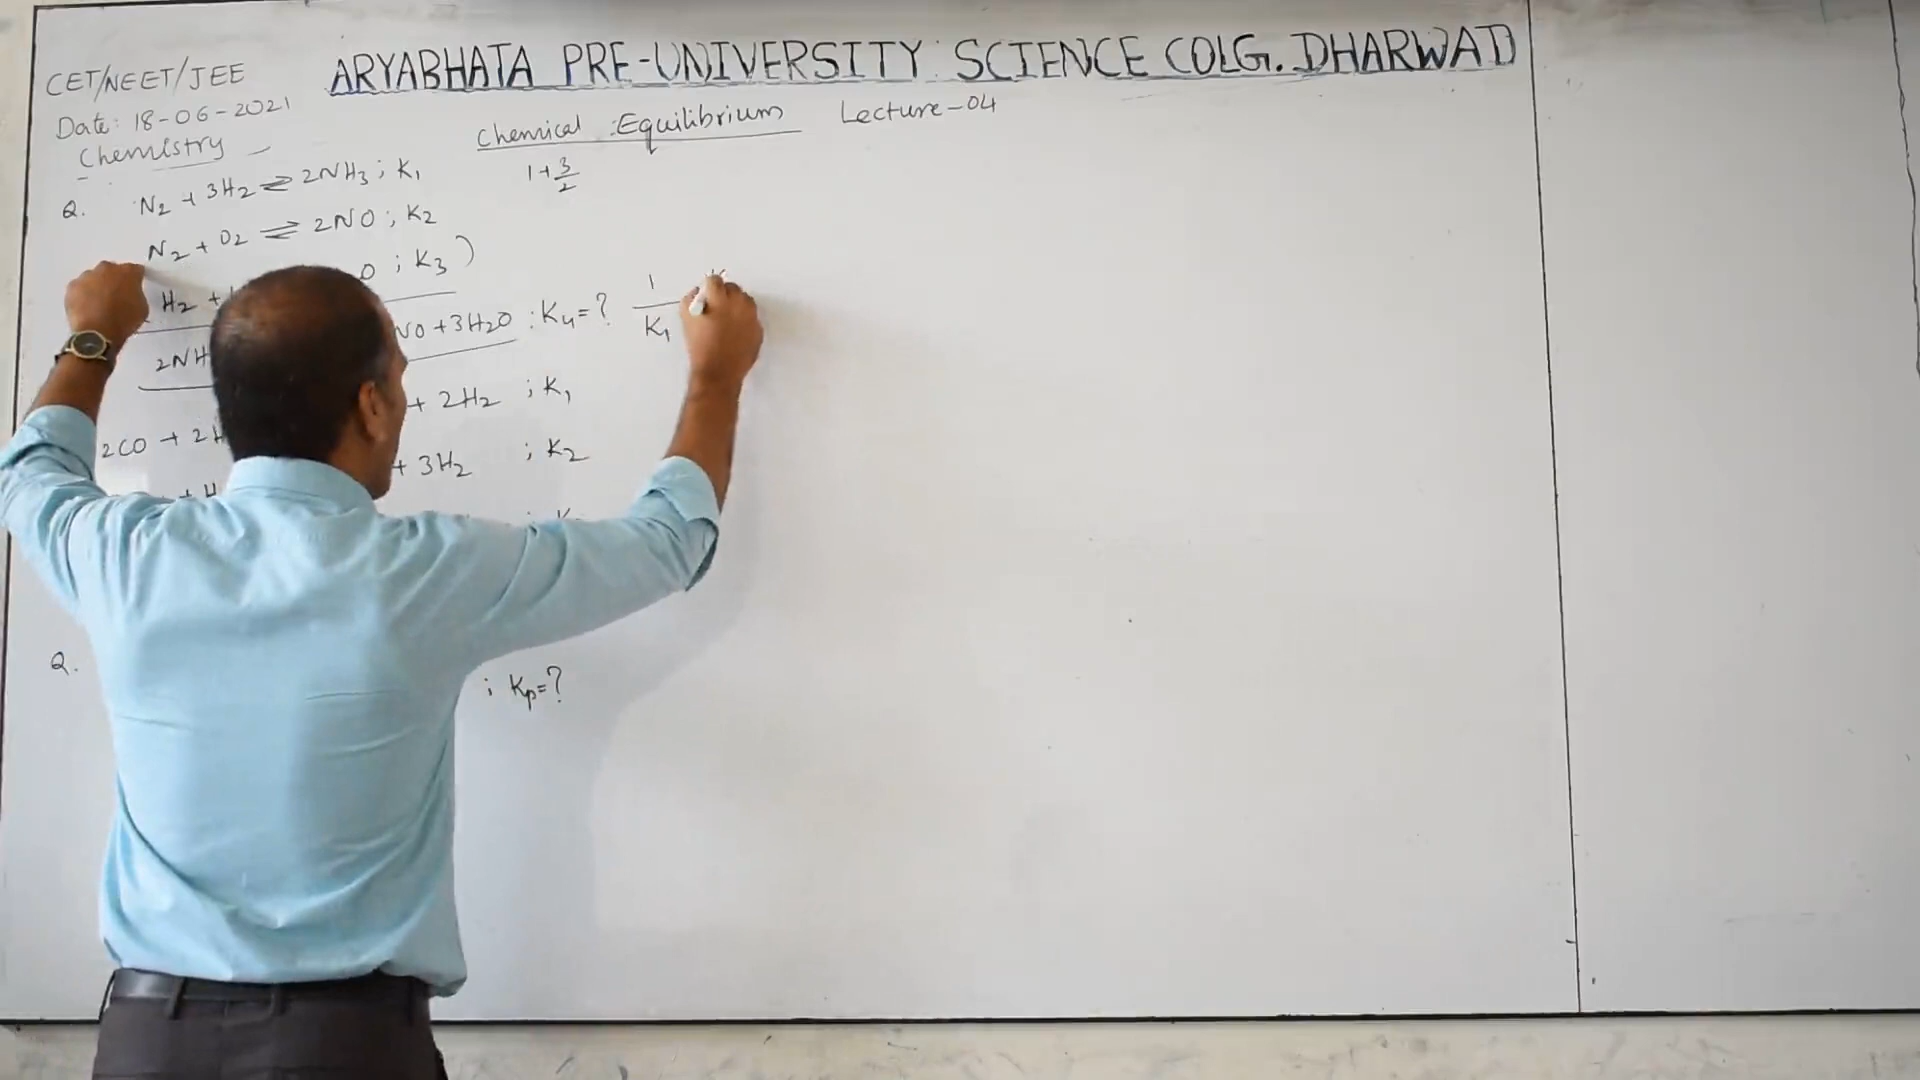 CET/NEET/JEE
ARYABHATA PRE-UNIVERSITY SCIENCE COLG. DHARWAD
Date: 18-06-2021
Chemistry
Chemical Equilibrium Lecture-04
1+3/2
Q. N₂ + 3H₂ ⇌ 2NH₃ ; K₁
N₂ + O₂ ⇌ 2NO ; K₂
H₂ + O ; K₃ )
2NH NO + 3H₂O : K₄ = ? 1/K₁
+ 2H₂ ; K₁
2CO + 2H + 3H₂ ; K₂
+ H ; K
Q. ; Kp = ?